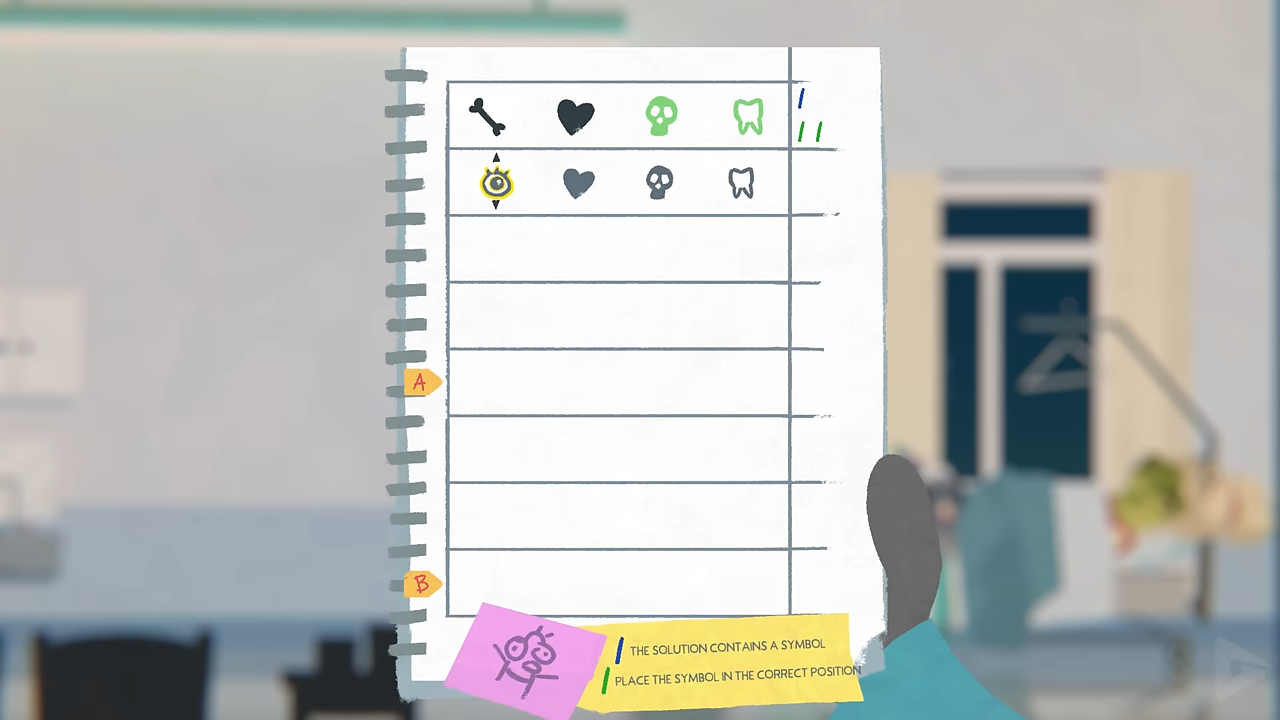 A
B
THE SOLUTION CONTAINS A SYMBOL
PLACE THE SYMBOL IN THE CORRECT POSITION